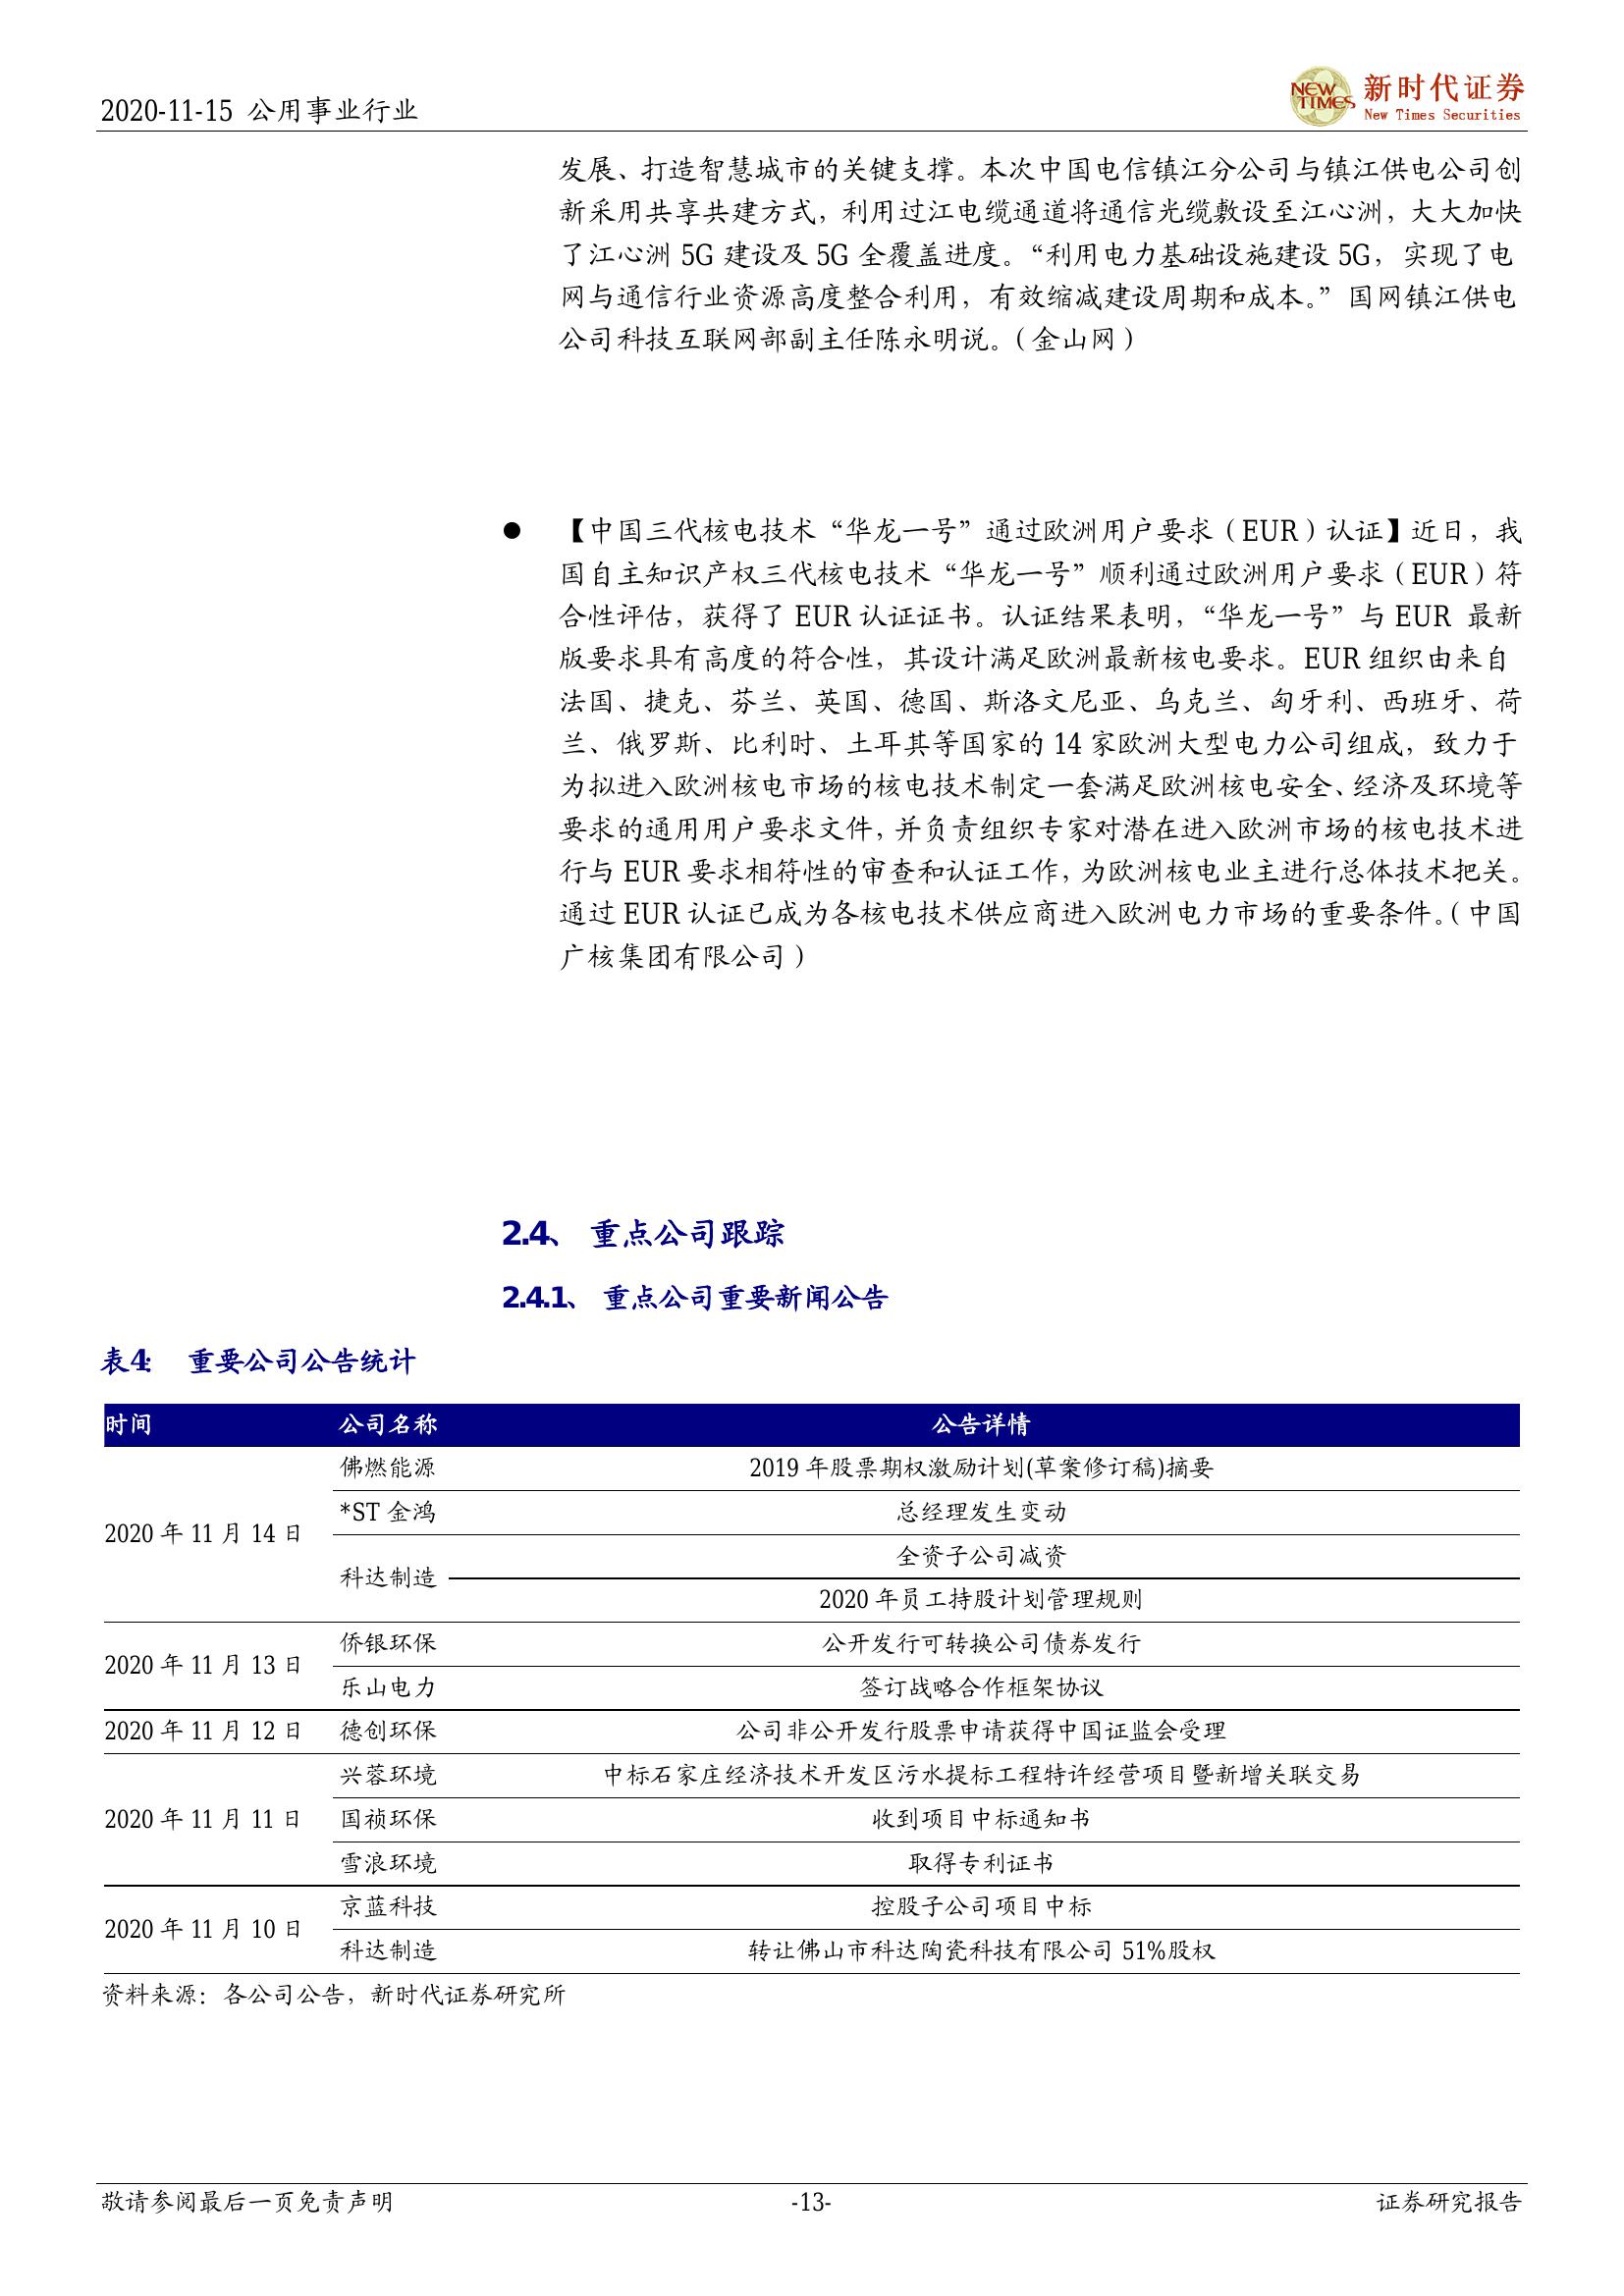 2020-11-15 公用事业行业
NEW TIMES
新时代证券
New Times Securities
发展、打造智慧城市的关键支撑。本次中国电信镇江分公司与镇江供电公司创
新采用共享共建方式，利用过江电缆通道将通信光缆敷设至江心洲，大大加快
了江心洲 5G 建设及 5G 全覆盖进度。“利用电力基础设施建设 5G，实现了电
网与通信行业资源高度整合利用，有效缩减建设周期和成本。”国网镇江供电
公司科技互联网部副主任陈永明说。（金山网）
● 【中国三代核电技术“华龙一号”通过欧洲用户要求（EUR）认证】近日，我
国自主知识产权三代核电技术“华龙一号”顺利通过欧洲用户要求（EUR）符
合性评估，获得了 EUR 认证证书。认证结果表明，“华龙一号”与 EUR 最新
版要求具有高度的符合性，其设计满足欧洲最新核电要求。EUR 组织由来自
法国、捷克、芬兰、英国、德国、斯洛文尼亚、乌克兰、匈牙利、西班牙、荷
兰、俄罗斯、比利时、土耳其等国家的 14 家欧洲大型电力公司组成，致力于
为拟进入欧洲核电市场的核电技术制定一套满足欧洲核电安全、经济及环境等
要求的通用用户要求文件，并负责组织专家对潜在进入欧洲市场的核电技术进
行与 EUR 要求相符性的审查和认证工作，为欧洲核电业主进行总体技术把关。
通过 EUR 认证已成为各核电技术供应商进入欧洲电力市场的重要条件。（中国
广核集团有限公司）
2.4、 重点公司跟踪
2.4.1、 重点公司重要新闻公告
表4： 重要公司公告统计
时间 公司名称 公告详情
佛燃能源 2019 年股票期权激励计划(草案修订稿)摘要
*ST 金鸿 总经理发生变动
2020 年 11 月 14 日
全资子公司减资
科达制造
2020 年员工持股计划管理规则
侨银环保 公开发行可转换公司债券发行
2020 年 11 月 13 日
乐山电力 签订战略合作框架协议
2020 年 11 月 12 日 德创环保 公司非公开发行股票申请获得中国证监会受理
兴蓉环境 中标石家庄经济技术开发区污水提标工程特许经营项目暨新增关联交易
2020 年 11 月 11 日 国祯环保 收到项目中标通知书
雪浪环境 取得专利证书
京蓝科技 控股子公司项目中标
2020 年 11 月 10 日
科达制造 转让佛山市科达陶瓷科技有限公司 51%股权
资料来源：各公司公告，新时代证券研究所
敬请参阅最后一页免责声明 -13- 证券研究报告